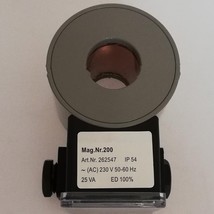 Mag.Nr.200
Art.Nr. 262547 IP 54
~ (AC) 230 V 50-60 Hz
25 VA ED 100%